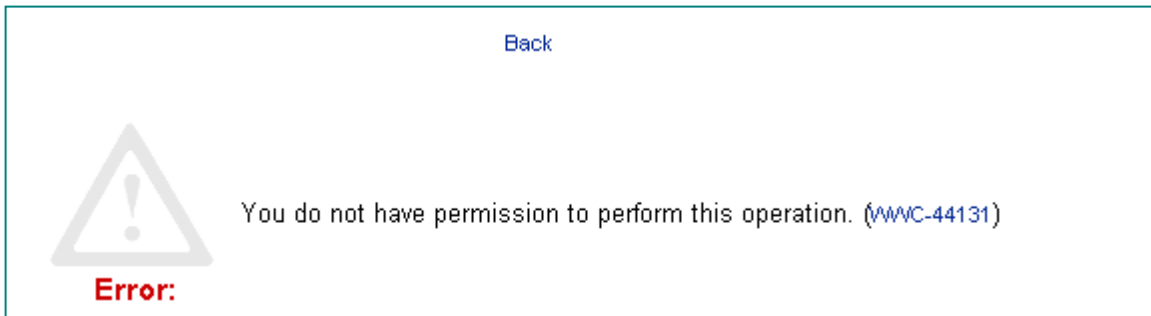 Back
You do not have permission to perform this operation. (WWC-44131)
Error: